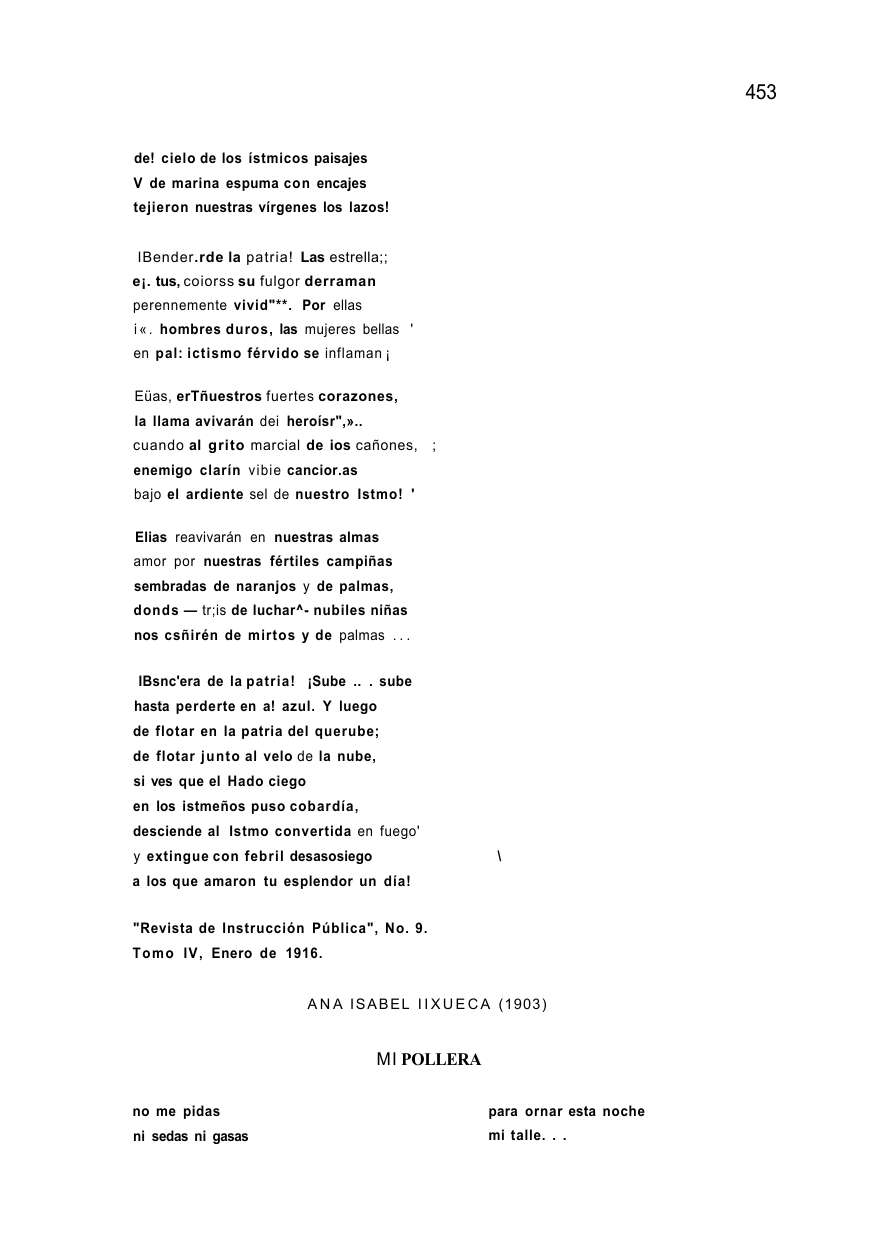 453
de! cielo de los ístmicos paisajes
V de marina espuma con encajes
tejieron nuestras vírgenes los lazos!
IBender.rde la patria! Las estrella;;
e¡. tus, coiorss su fulgor derraman
perennemente vivid"**. Por ellas
i«. hombres duros, las mujeres bellas '
en pal: ictismo férvido se inflaman ¡
Eüas, erTñuestros fuertes corazones,
la llama avivarán dei heroísr",»..
cuando al grito marcial de ios cañones, ;
enemigo clarín vibie cancior.as
bajo el ardiente sel de nuestro Istmo! '
Elias reavivarán en nuestras almas
amor por nuestras fértiles campiñas
sembradas de naranjos y de palmas,
donds — tr;is de luchar^- nubiles niñas
nos csñirén de mirtos y de palmas ...
IBsnc'era de la patria! ¡Sube .. . sube
hasta perderte en a! azul. Y luego
de flotar en la patria del querube;
de flotar junto al velo de la nube,
si ves que el Hado ciego
en los istmeños puso cobardía,
desciende al Istmo convertida en fuego'
y extingue con febril desasosiego \
a los que amaron tu esplendor un día!
"Revista de Instrucción Pública", No. 9.
Tomo IV, Enero de 1916.
ANA ISABEL IIXUECA (1903)
MI POLLERA
no me pidas
ni sedas ni gasas
para ornar esta noche
mi talle. . .